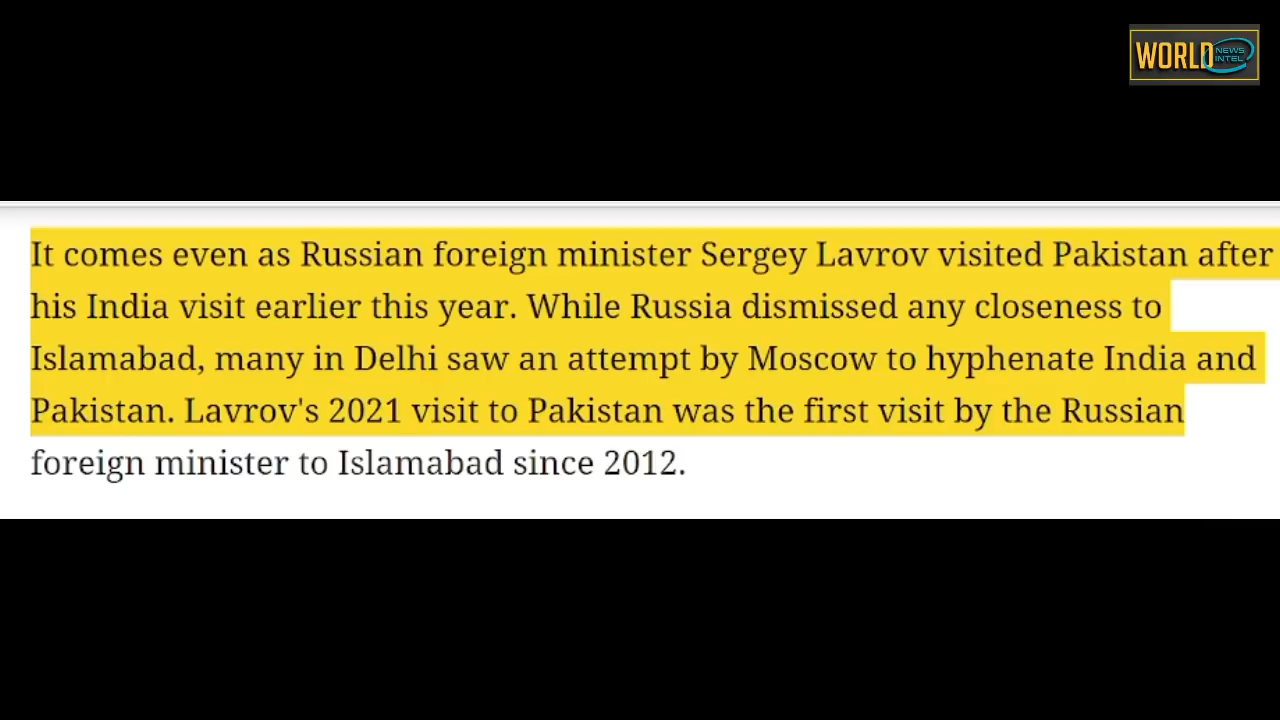 WORLD NEWS INTEL
It comes even as Russian foreign minister Sergey Lavrov visited Pakistan after
his India visit earlier this year. While Russia dismissed any closeness to
Islamabad, many in Delhi saw an attempt by Moscow to hyphenate India and
Pakistan. Lavrov's 2021 visit to Pakistan was the first visit by the Russian
foreign minister to Islamabad since 2012.